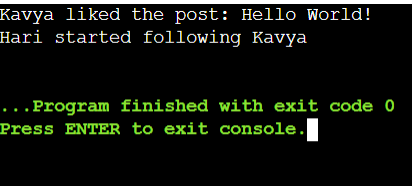 Kavya liked the post: Hello World!
Hari started following Kavya
...Program finished with exit code 0
Press ENTER to exit console.